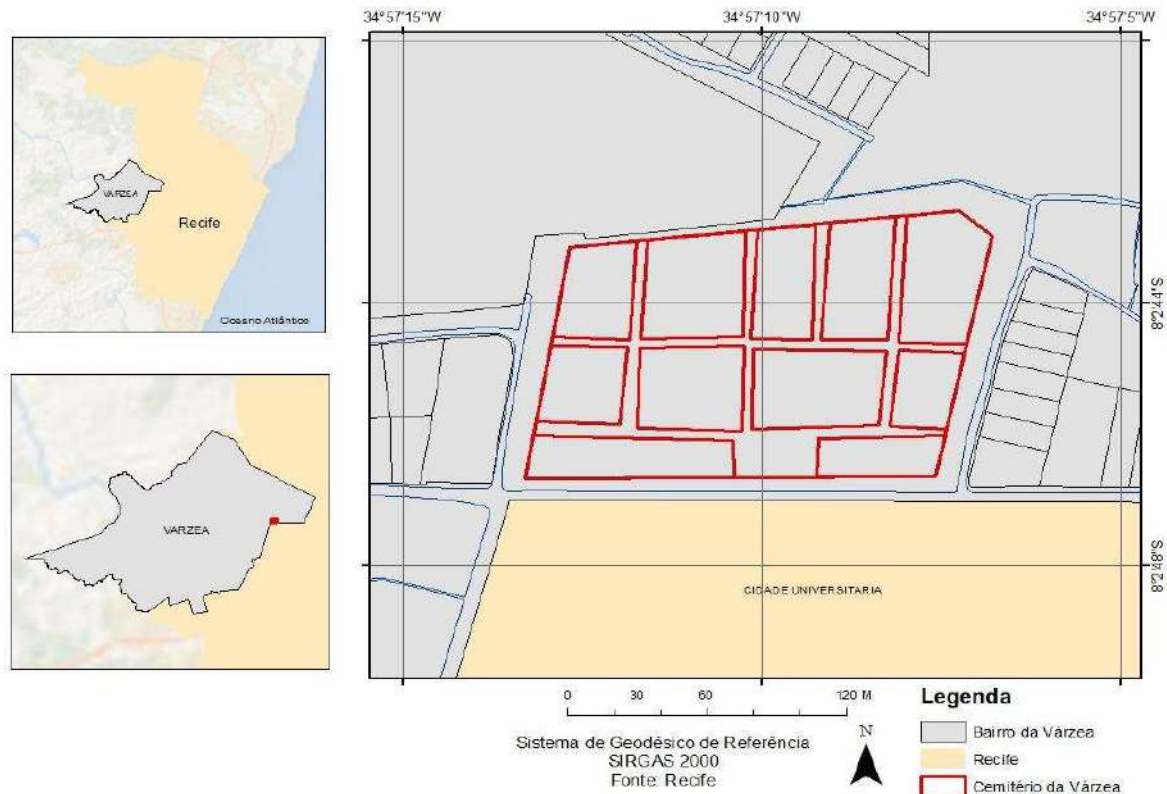 34°57'15"W
34°57'10"W
34°57'5"W
VARZEA
Recife
Oceano Atlântico
8°2'44"S
VARZEA
8°2'48"S
CIDADE UNIVERSITARIA
0 30 60 120 M
Sistema de Geodésico de Referência
SIRGAS 2000
Fonte: Recife
N
Legenda
Bairro da Várzea
Recife
Cemitério da Várzea